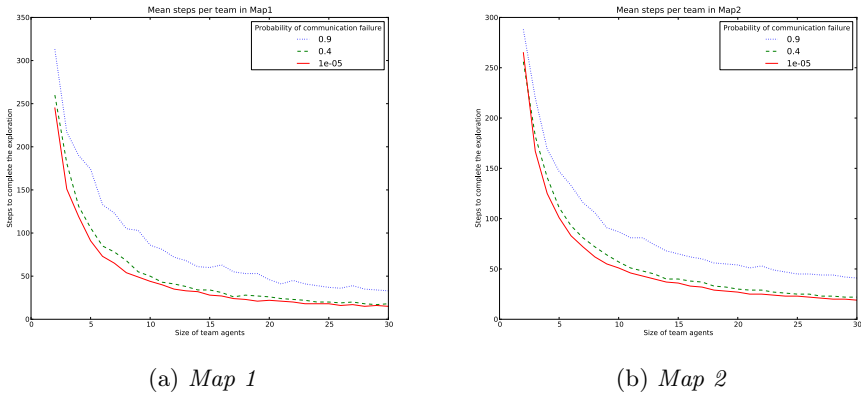 Mean steps per team in Map1
350
300
250
200
150
100
50
0
Steps to complete the exploration
Probability of communication failure
0.9
0.4
1e-05
0 5 10 15 20 25 30
Size of team agents
(a) Map 1
Mean steps per team in Map2
300
250
200
150
100
50
0
Steps to complete the exploration
Probability of communication failure
0.9
0.4
1e-05
0 5 10 15 20 25 30
Size of team agents
(b) Map 2